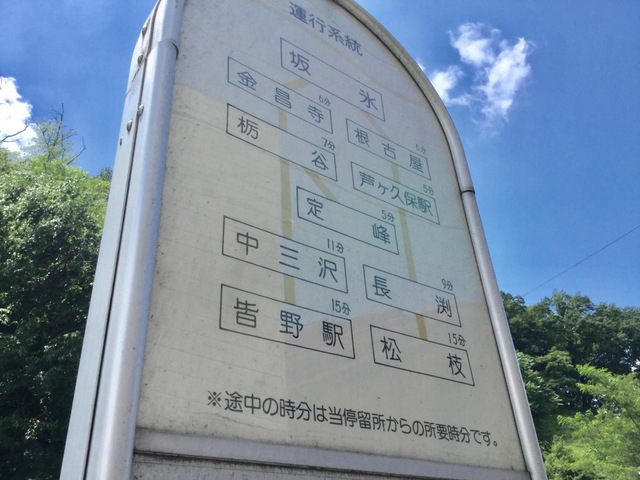 運行系統
坂氷
金昌寺 6分
根古屋 6分
栃谷 7分
芦ヶ久保駅 6分
定峰 5分
中三沢 11分
長渕 9分
皆野駅 15分
松枝 15分
※途中の時分は当停留所からの所要時分です。